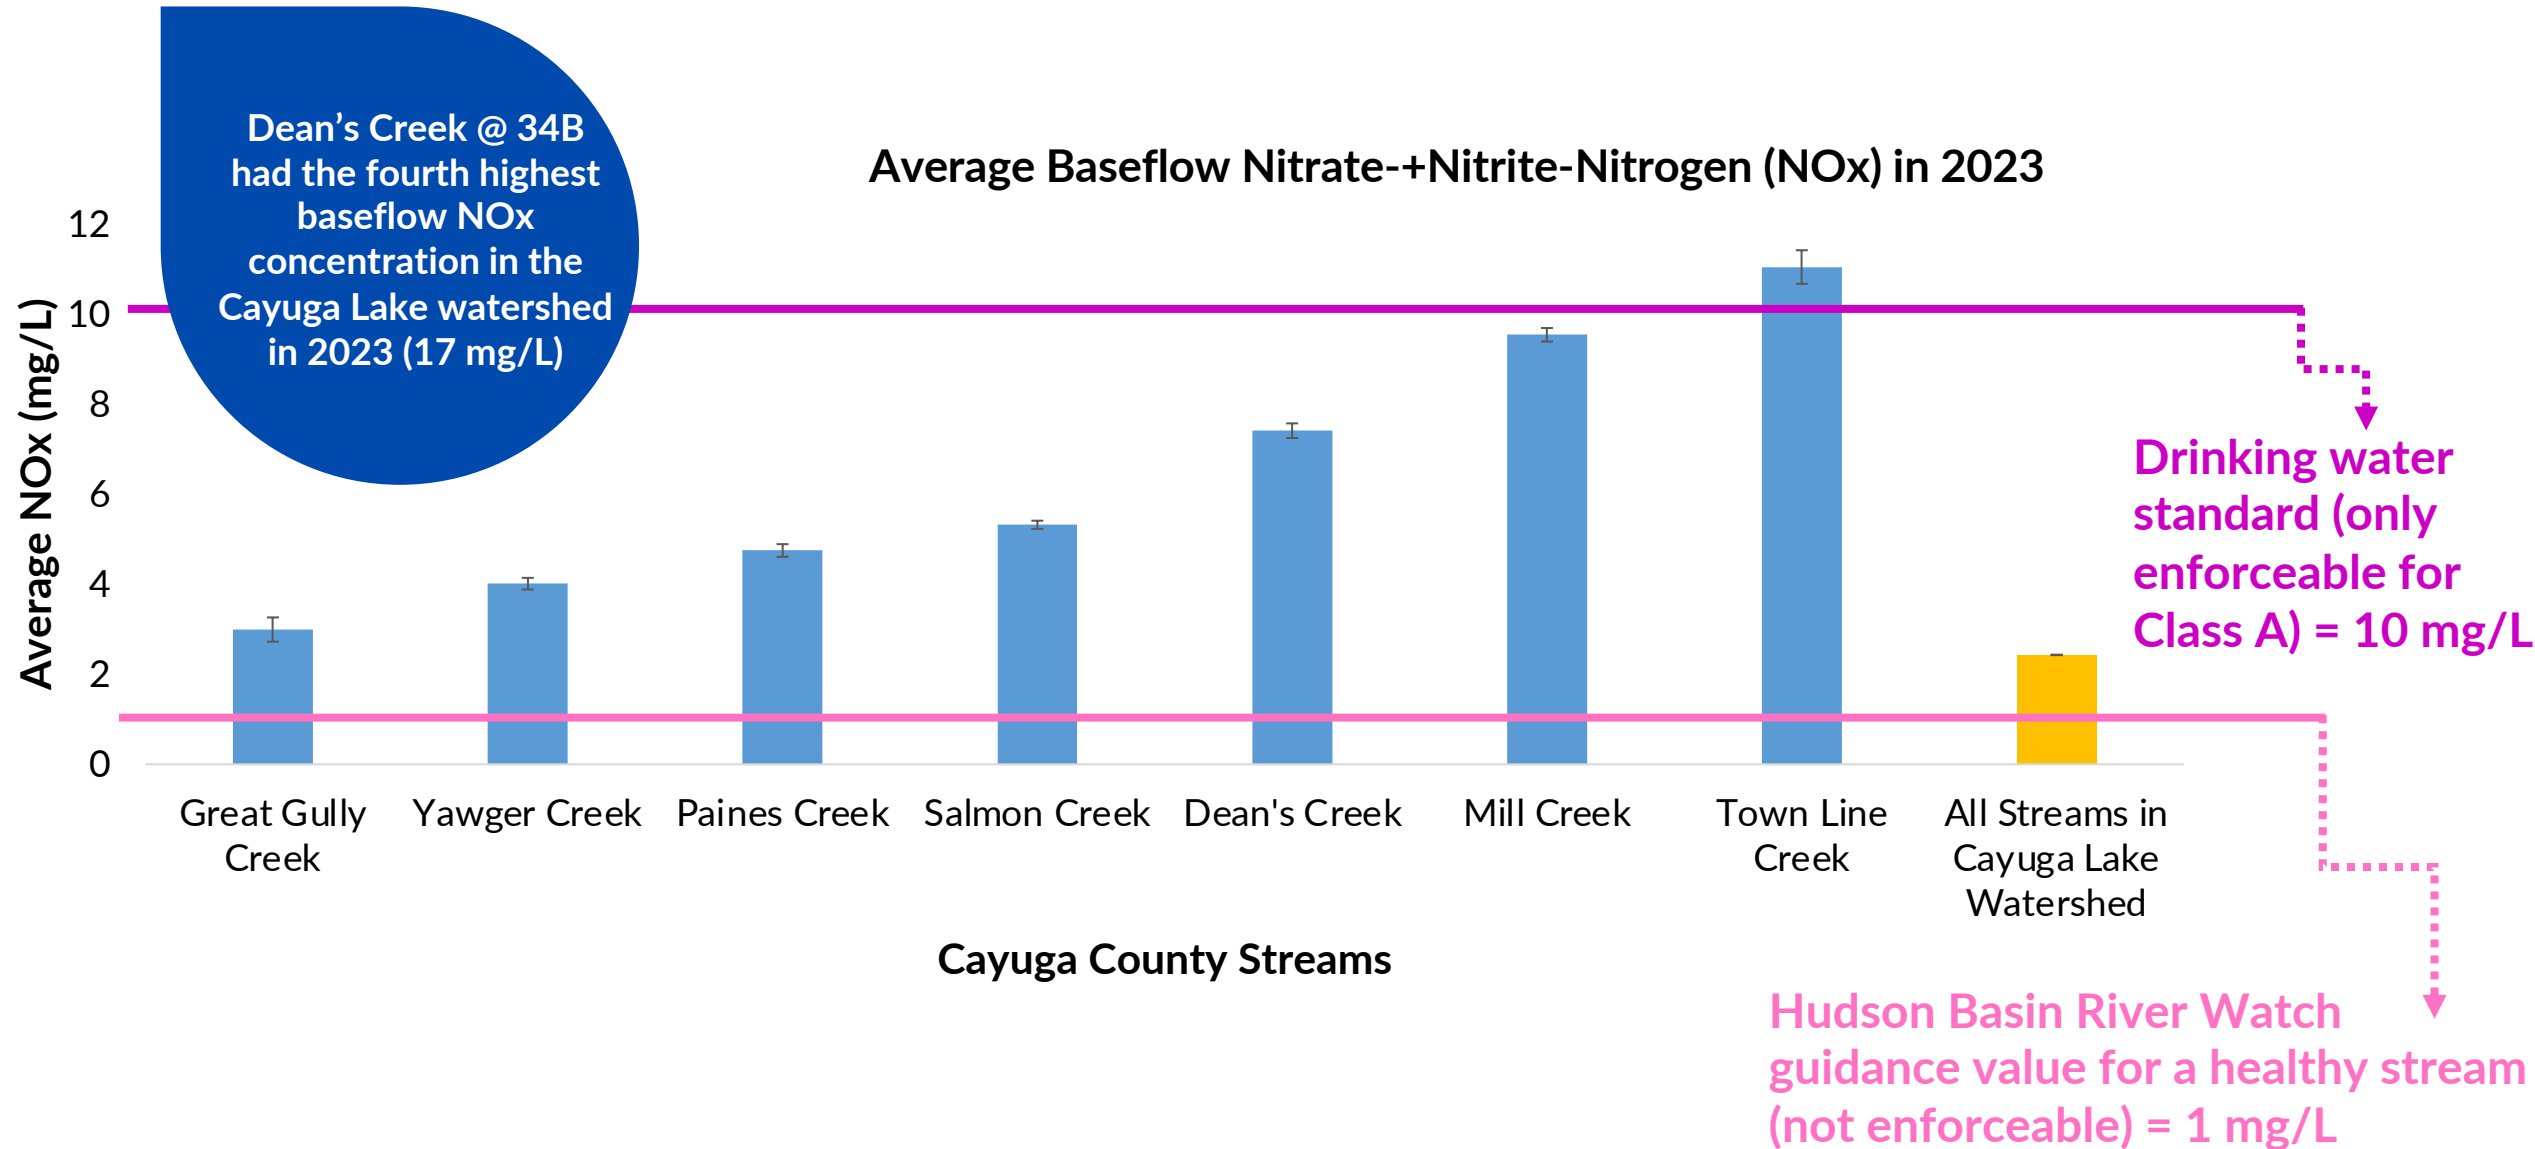 Dean’s Creek @ 34B
had the fourth highest
baseflow NOx
concentration in the
Cayuga Lake watershed
in 2023 (17 mg/L)
Average Baseflow Nitrate-+Nitrite-Nitrogen (NOx) in 2023
Average NOx (mg/L)
12
10
8
6
4
2
0
Drinking water
standard (only
enforceable for
Class A) = 10 mg/L
Great Gully
Creek
Yawger Creek
Paines Creek
Salmon Creek
Dean's Creek
Mill Creek
Town Line
Creek
All Streams in
Cayuga Lake
Watershed
Cayuga County Streams
Hudson Basin River Watch
guidance value for a healthy stream
(not enforceable) = 1 mg/L